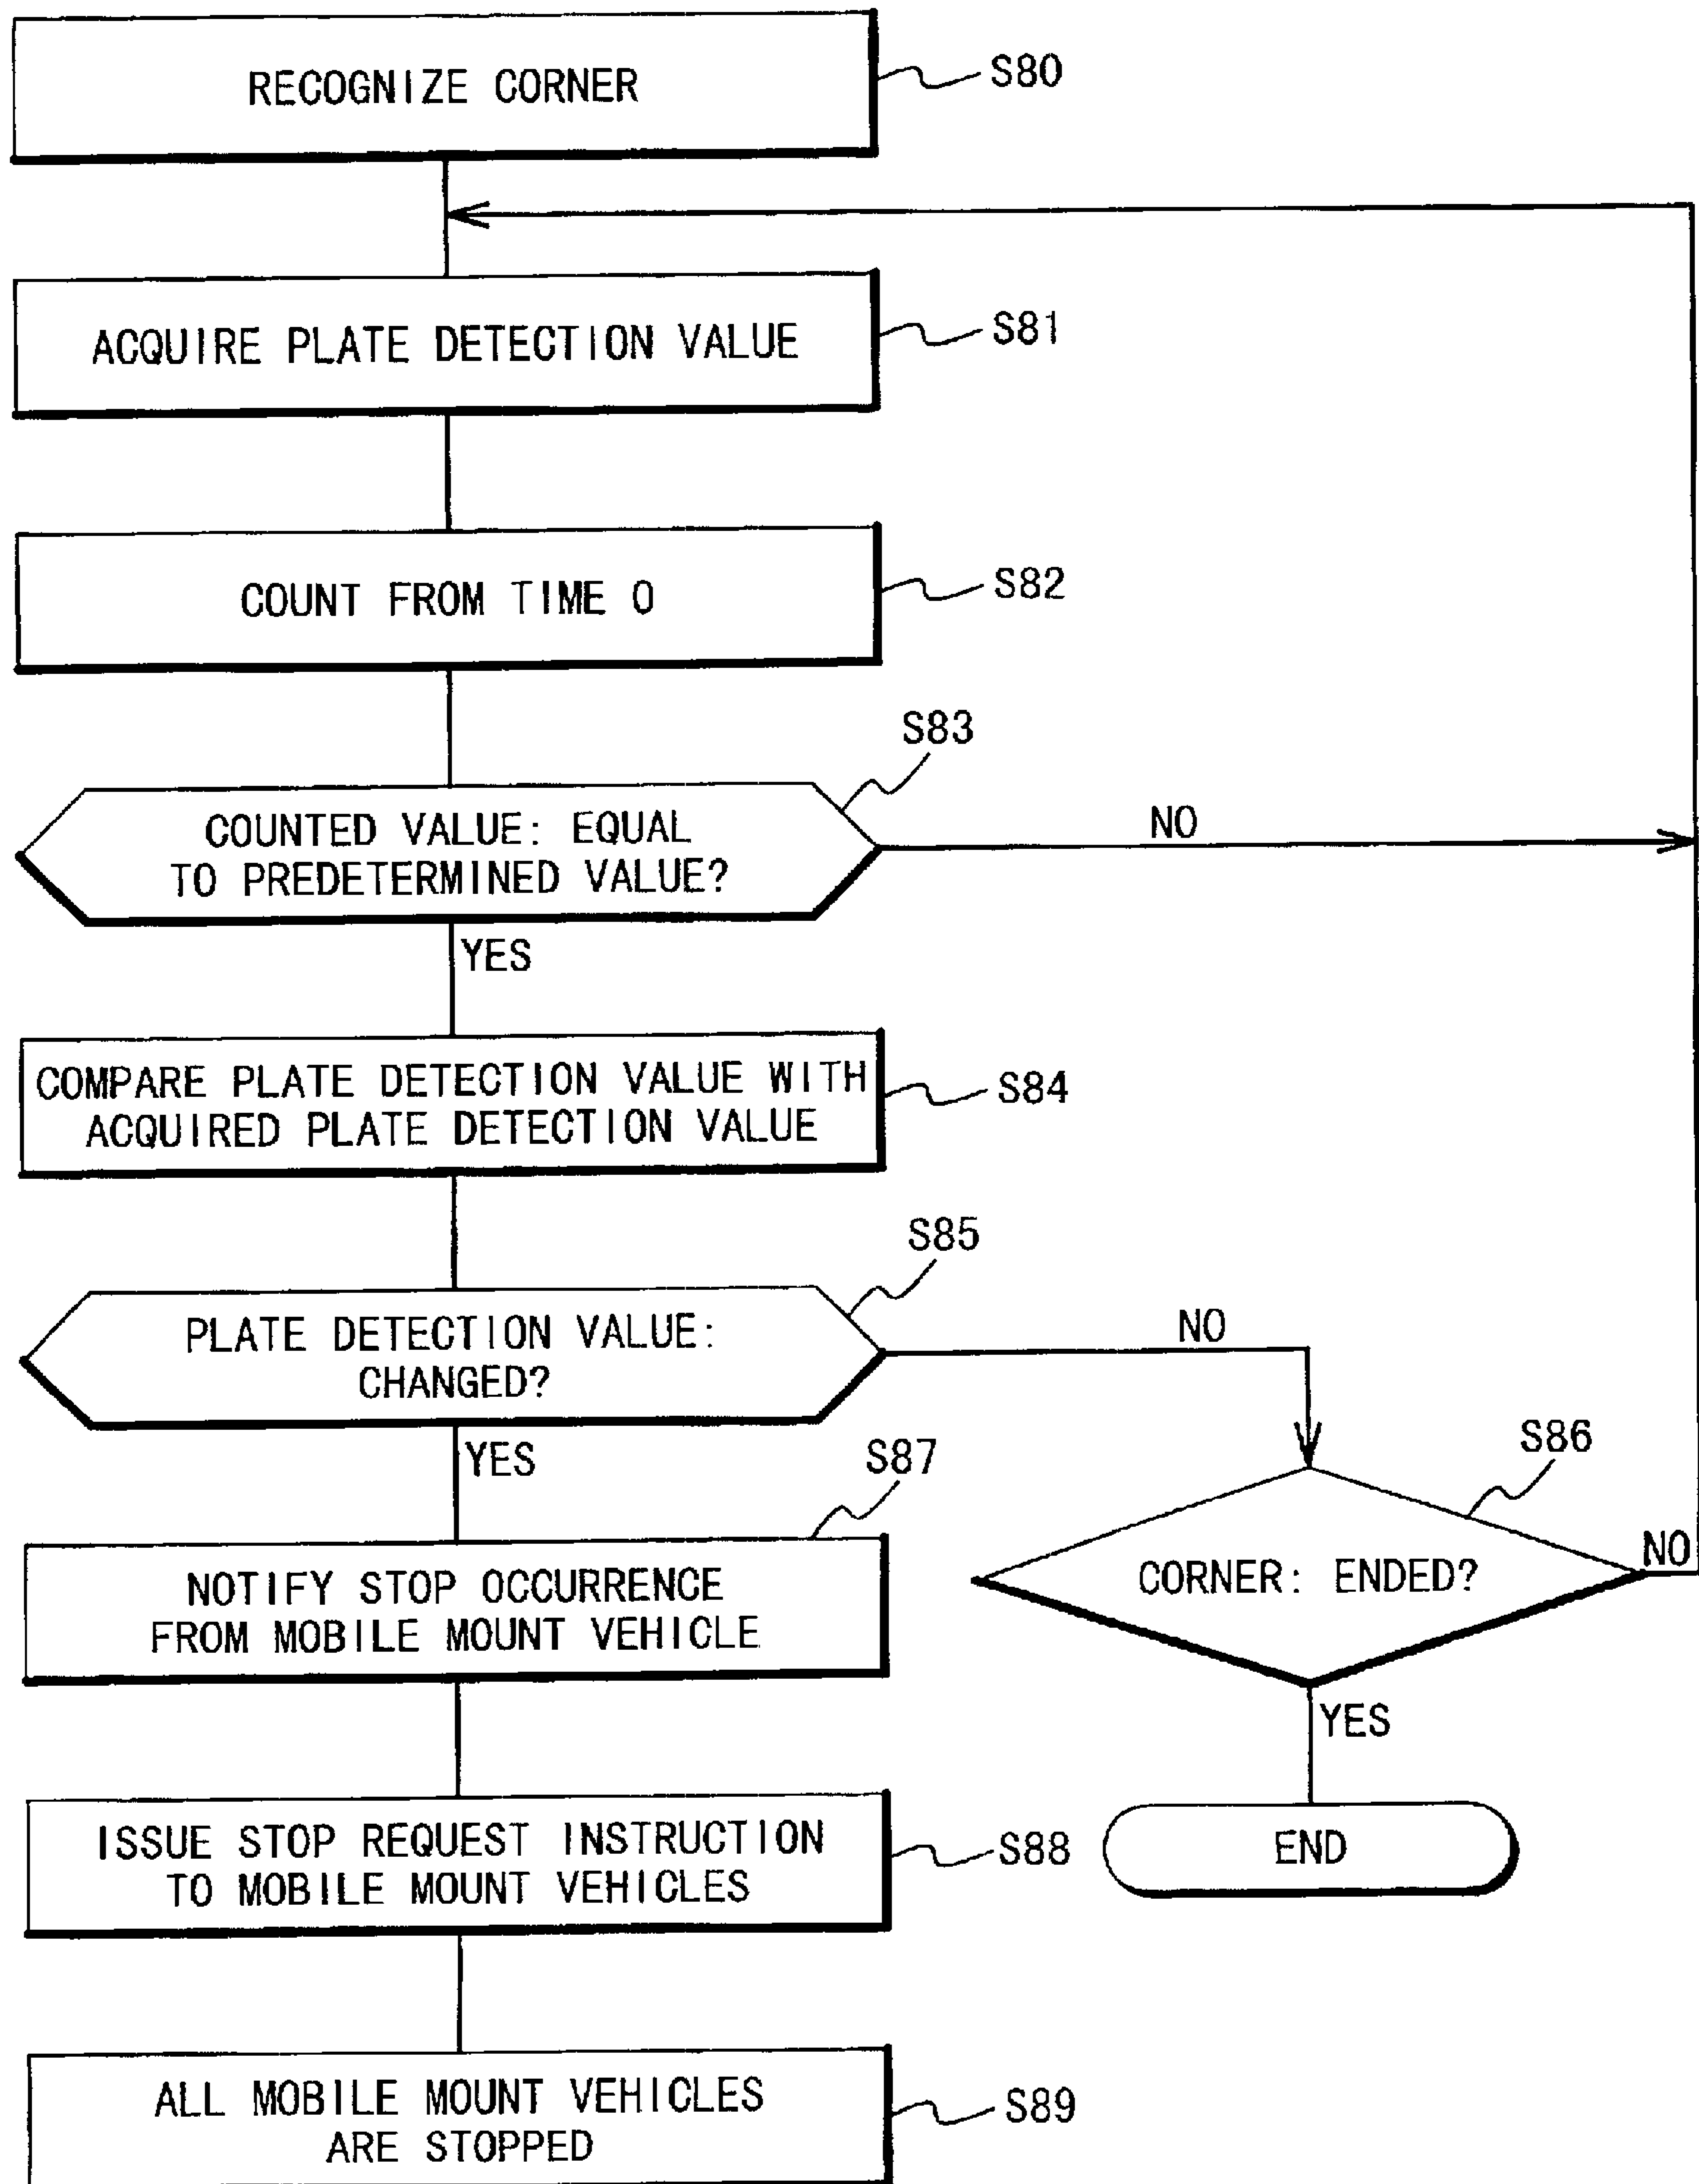 RECOGNIZE CORNER
S80
ACQUIRE PLATE DETECTION VALUE
S81
COUNT FROM TIME 0
S82
S83
COUNTED VALUE: EQUAL
TO PREDETERMINED VALUE?
NO
YES
COMPARE PLATE DETECTION VALUE WITH
ACQUIRED PLATE DETECTION VALUE
S84
S85
PLATE DETECTION VALUE:
CHANGED?
NO
YES
S86
CORNER: ENDED?
NO
YES
END
S87
NOTIFY STOP OCCURRENCE
FROM MOBILE MOUNT VEHICLE
ISSUE STOP REQUEST INSTRUCTION
TO MOBILE MOUNT VEHICLES
S88
ALL MOBILE MOUNT VEHICLES
ARE STOPPED
S89